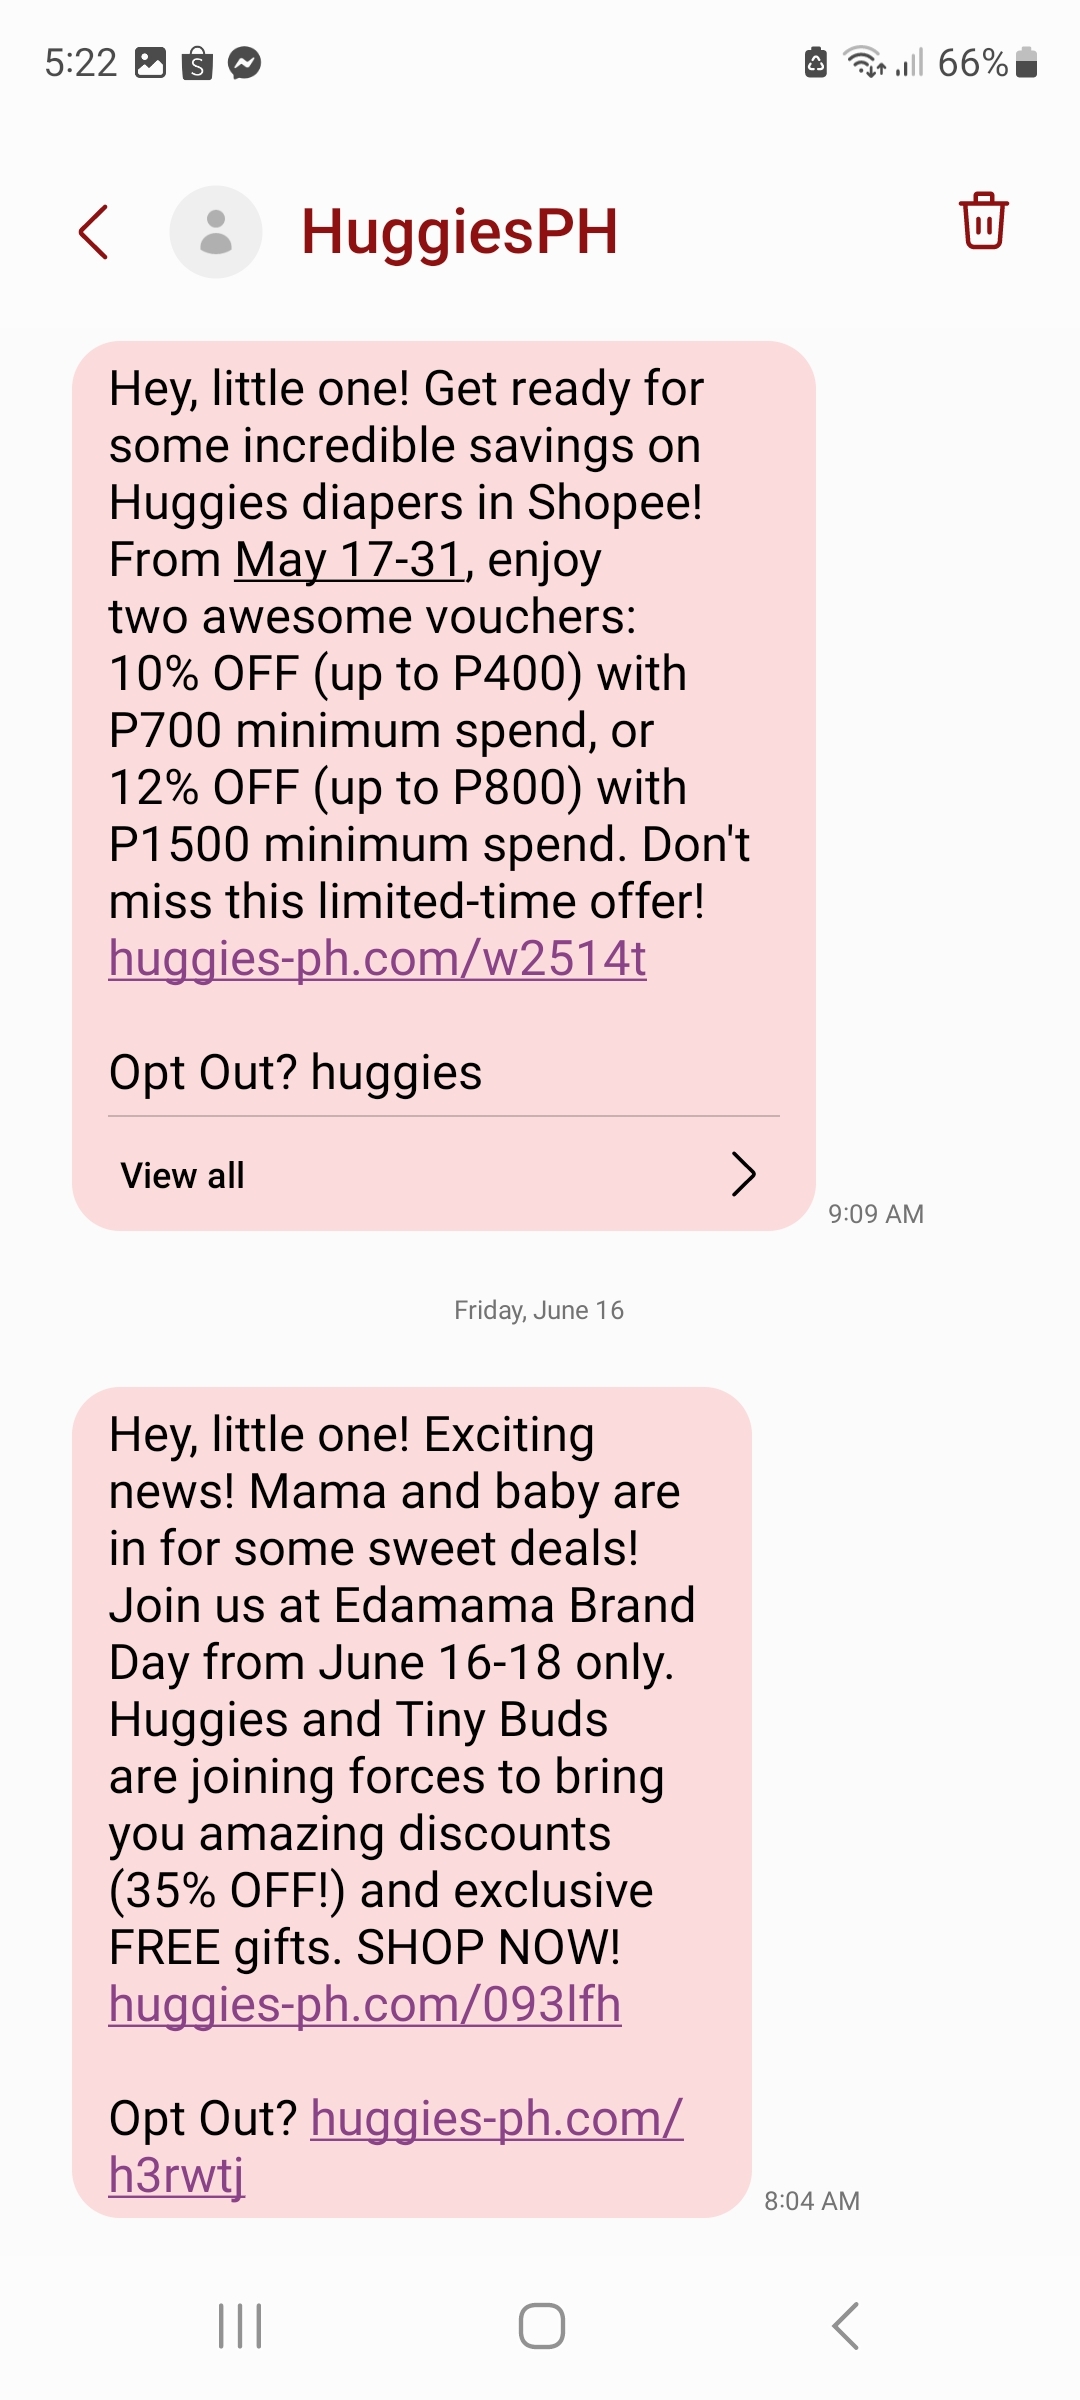 5:22
66%
HuggiesPH
Hey, little one! Get ready for
some incredible savings on
Huggies diapers in Shopee!
From May 17-31, enjoy
two awesome vouchers:
10% OFF (up to P400) with
P700 minimum spend, or
12% OFF (up to P800) with
P1500 minimum spend. Don't
miss this limited-time offer!
huggies-ph.com/w2514t
Opt Out? huggies
View all
9:09 AM
Friday, June 16
Hey, little one! Exciting
news! Mama and baby are
in for some sweet deals!
Join us at Edamama Brand
Day from June 16-18 only.
Huggies and Tiny Buds
are joining forces to bring
you amazing discounts
(35% OFF!) and exclusive
FREE gifts. SHOP NOW!
huggies-ph.com/093lfh
Opt Out? huggies-ph.com/
h3rwtj
8:04 AM